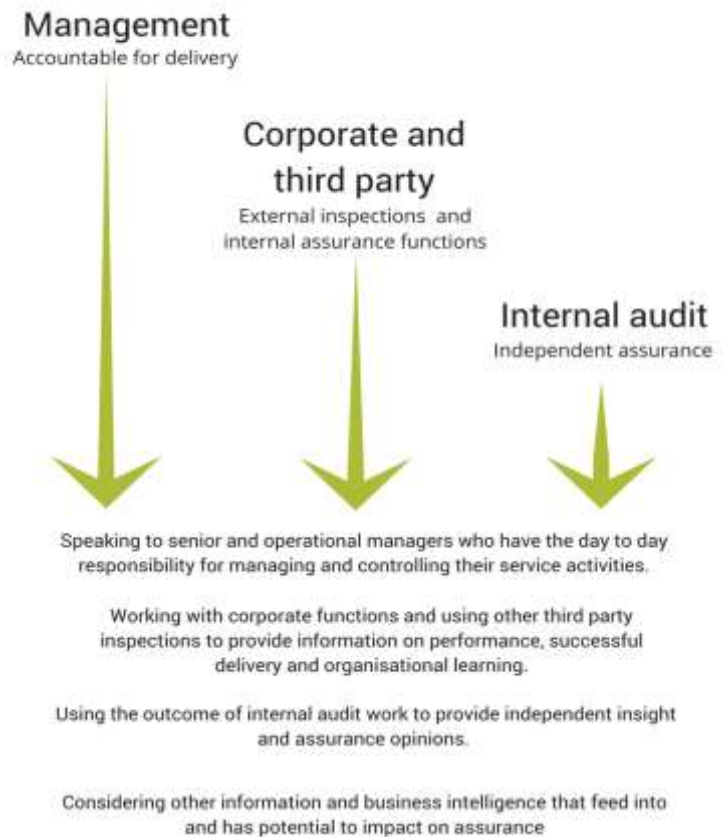 Management
Accountable for delivery
Corporate and
third party
External inspections and
internal assurance functions
Internal audit
Independent assurance
Speaking to senior and operational managers who have the day to day
responsibility for managing and controlling their service activities.
Working with corporate functions and using other third party
inspections to provide information on performance, successful
delivery and organisational learning.
Using the outcome of internal audit work to provide independent insight
and assurance opinions.
Considering other information and business intelligence that feed into
and has potential to impact on assurance